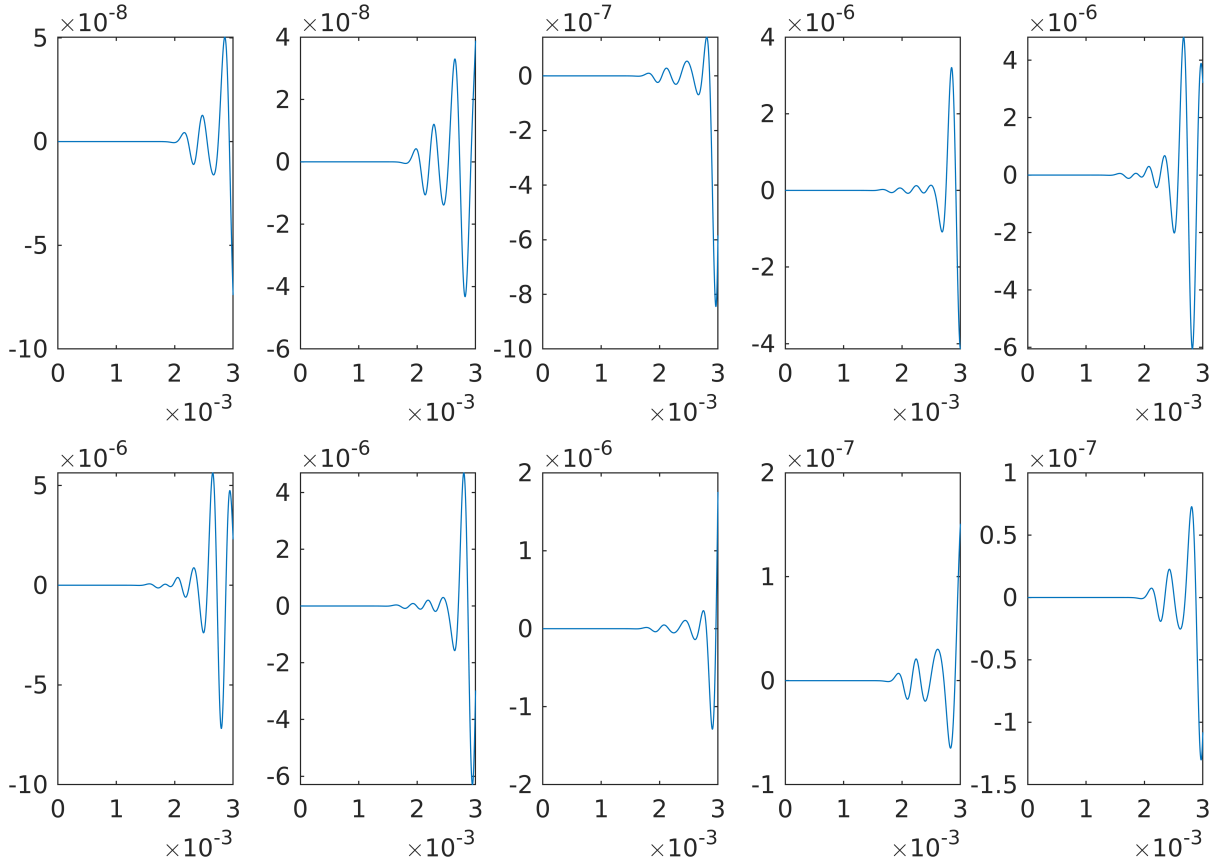 ×10-8 ×10-8 ×10-7 ×10-6 ×10-6
5 4 0 4 4
0 2 -2 2 2
-5 0 -4 0 0
-10 -2 -6 -2 -2
-4 -8 -4 -4
-6 -10 -6
0 1 2 3 0 1 2 3 0 1 2 3 0 1 2 3 0 1 2 3
×10-3 ×10-3 ×10-3 ×10-3 ×10-3
×10-6 ×10-6 ×10-6 ×10-7 ×10-7
5 4 2 2 1
0 2 1 1 0.5
-5 0 0 0 0
-10 -2 -1 -1 -0.5
-4 -2 -1
-6 -1.5
0 1 2 3 0 1 2 3 0 1 2 3 0 1 2 3 0 1 2 3
×10-3 ×10-3 ×10-3 ×10-3 ×10-3